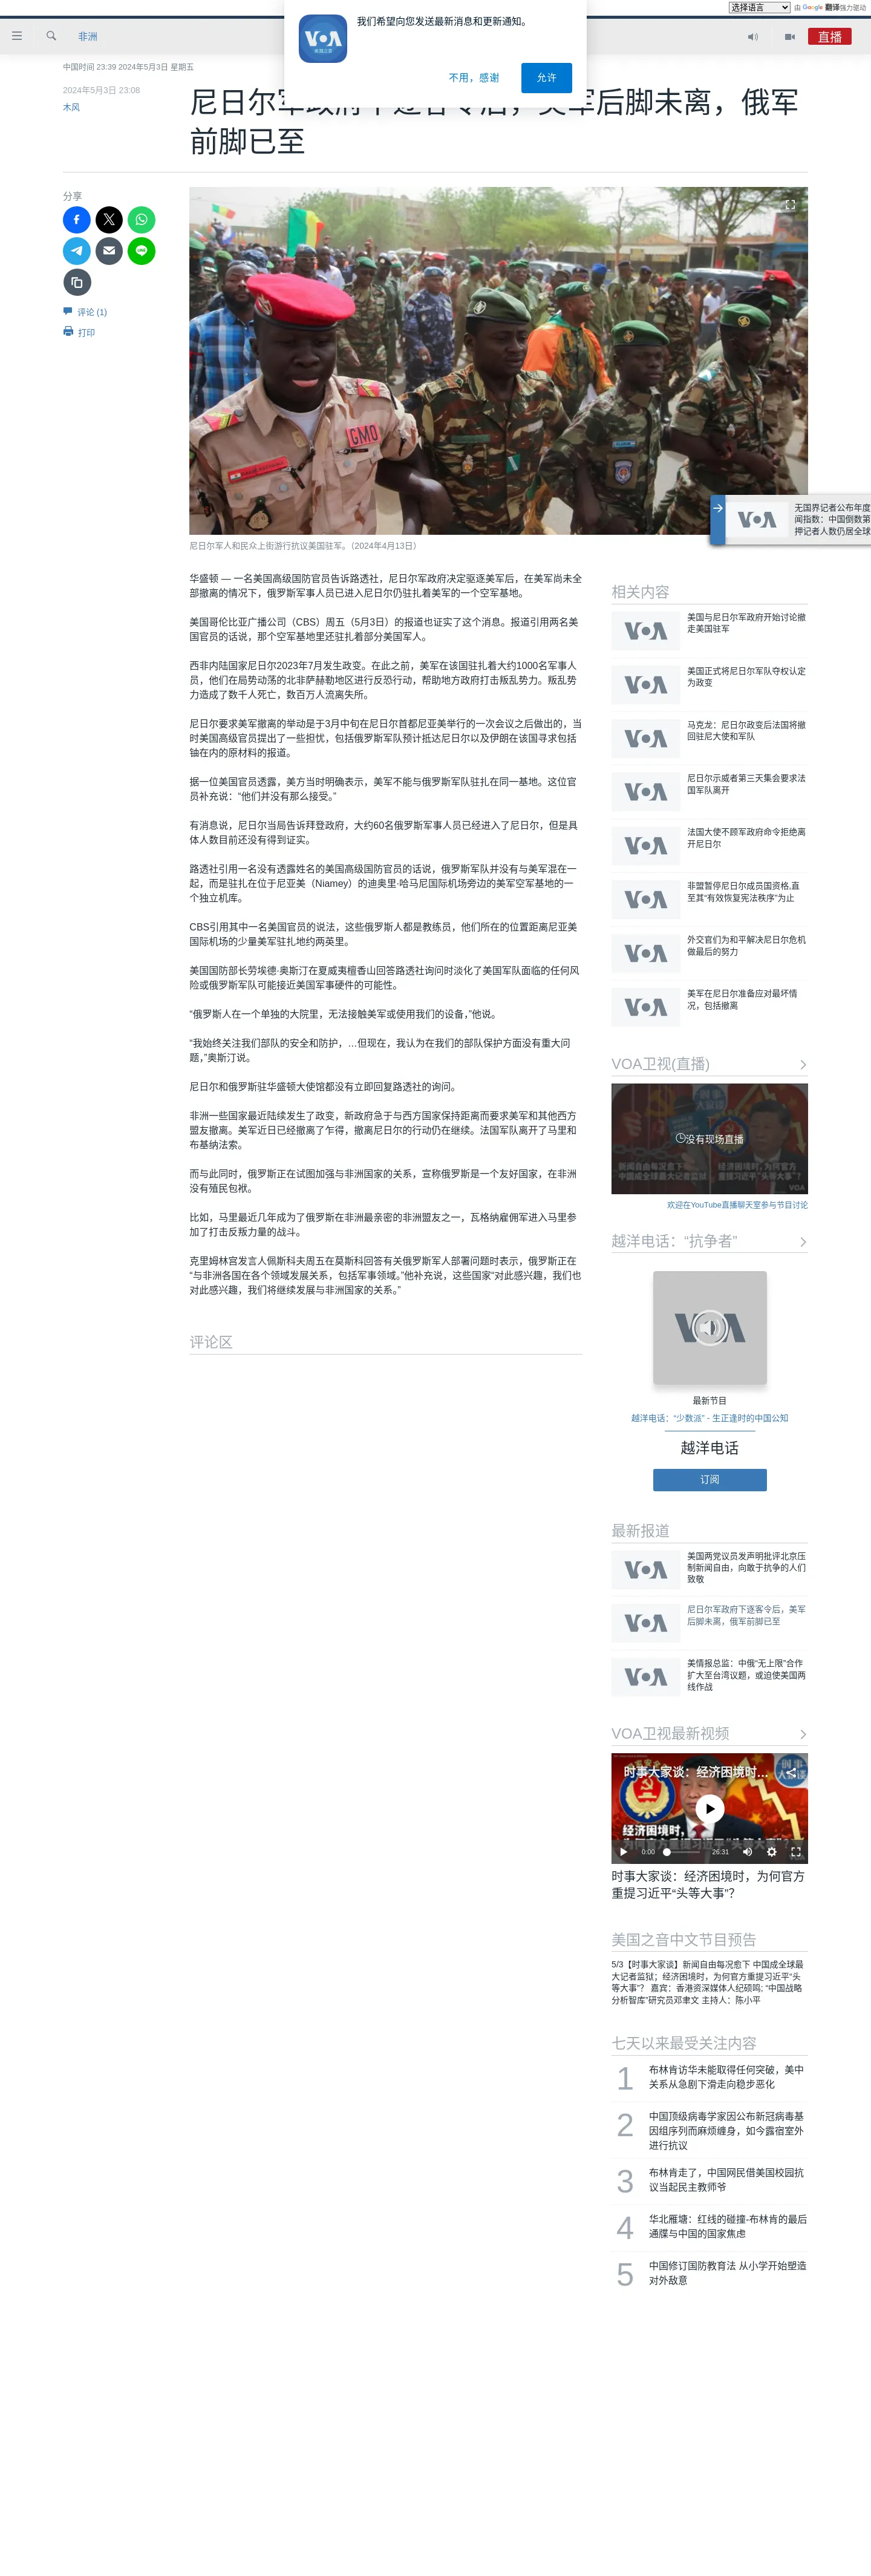 选择语言 由 Google 翻译强力驱动
我们希望向您发送最新消息和更新通知。
VOA
美国之音
不用，感谢
允许
非洲
直播
中国时间 23:39 2024年5月3日 星期五
2024年5月3日 23:08
木风
尼日尔军政府下逐客令后，美军后脚未离，俄军
前脚已至
分享
评论 (1)
打印
GMO
尼日尔军人和民众上街游行抗议美国驻军。（2024年4月13日）
VOA
无国界记者公布年度
闻指数：中国倒数第
押记者人数仍居全球
华盛顿 — 一名美国高级国防官员告诉路透社，尼日尔军政府决定驱逐美军后，在美军尚未全
部撤离的情况下，俄罗斯军事人员已进入尼日尔仍驻扎着美军的一个空军基地。
美国哥伦比亚广播公司（CBS）周五（5月3日）的报道也证实了这个消息。报道引用两名美
国官员的话说，那个空军基地里还驻扎着部分美国军人。
西非内陆国家尼日尔2023年7月发生政变。在此之前，美军在该国驻扎着大约1000名军事人
员，他们在局势动荡的北非萨赫勒地区进行反恐行动，帮助地方政府打击叛乱势力。叛乱势
力造成了数千人死亡，数百万人流离失所。
尼日尔要求美军撤离的举动是于3月中旬在尼日尔首都尼亚美举行的一次会议之后做出的，当
时美国高级官员提出了一些担忧，包括俄罗斯军队预计抵达尼日尔以及伊朗在该国寻求包括
铀在内的原材料的报道。
据一位美国官员透露，美方当时明确表示，美军不能与俄罗斯军队驻扎在同一基地。这位官
员补充说：“他们并没有那么接受。”
有消息说，尼日尔当局告诉拜登政府，大约60名俄罗斯军事人员已经进入了尼日尔，但是具
体人数目前还没有得到证实。
路透社引用一名没有透露姓名的美国高级国防官员的话说，俄罗斯军队并没有与美军混在一
起，而是驻扎在位于尼亚美（Niamey）的迪奥里·哈马尼国际机场旁边的美军空军基地的一
个独立机库。
CBS引用其中一名美国官员的说法，这些俄罗斯人都是教练员，他们所在的位置距离尼亚美
国际机场的少量美军驻扎地约两英里。
美国国防部长劳埃德·奥斯汀在夏威夷檀香山回答路透社询问时淡化了美国军队面临的任何风
险或俄罗斯军队可能接近美国军事硬件的可能性。
“俄罗斯人在一个单独的大院里，无法接触美军或使用我们的设备，”他说。
“我始终关注我们部队的安全和防护，…但现在，我认为在我们的部队保护方面没有重大问
题，”奥斯汀说。
尼日尔和俄罗斯驻华盛顿大使馆都没有立即回复路透社的询问。
非洲一些国家最近陆续发生了政变，新政府急于与西方国家保持距离而要求美军和其他西方
盟友撤离。美军近日已经撤离了乍得，撤离尼日尔的行动仍在继续。法国军队离开了马里和
布基纳法索。
而与此同时，俄罗斯正在试图加强与非洲国家的关系，宣称俄罗斯是一个友好国家，在非洲
没有殖民包袱。
比如，马里最近几年成为了俄罗斯在非洲最亲密的非洲盟友之一，瓦格纳雇佣军进入马里参
加了打击反叛力量的战斗。
克里姆林宫发言人佩斯科夫周五在莫斯科回答有关俄罗斯军人部署问题时表示，俄罗斯正在
“与非洲各国在各个领域发展关系，包括军事领域。”他补充说，这些国家“对此感兴趣，我们也
对此感兴趣，我们将继续发展与非洲国家的关系。”
评论区
相关内容
VOA
美国与尼日尔军政府开始讨论撤
走美国驻军
VOA
美国正式将尼日尔军队夺权认定
为政变
VOA
马克龙：尼日尔政变后法国将撤
回驻尼大使和军队
VOA
尼日尔示威者第三天集会要求法
国军队离开
VOA
法国大使不顾军政府命令拒绝离
开尼日尔
VOA
非盟暂停尼日尔成员国资格,直
至其“有效恢复宪法秩序”为止
VOA
外交官们为和平解决尼日尔危机
做最后的努力
VOA
美军在尼日尔准备应对最坏情
况，包括撤离
VOA卫视(直播)
没有现场直播
新闻自由每况愈下
中国成全球最大记者监狱
经济困境时，为何官方
重提习近平“头等大事”？
VOA
欢迎在YouTube直播聊天室参与节目讨论
越洋电话：“抗争者”
VOA
最新节目
越洋电话：“少数派” - 生正逢时的中国公知
越洋电话
订阅
最新报道
VOA
美国两党议员发声明批评北京压
制新闻自由，向敢于抗争的人们
致敬
VOA
尼日尔军政府下逐客令后，美军
后脚未离，俄军前脚已至
VOA
美情报总监：中俄“无上限”合作
扩大至台湾议题，或迫使美国两
线作战
VOA卫视最新视频
时事大家谈：经济困境时…
经济困境时，
为何官方重提习近平“头等大事”？
0:00
26:31
时事大家谈：经济困境时，为何官方
重提习近平“头等大事”？
美国之音中文节目预告
5/3【时事大家谈】新闻自由每况愈下 中国成全球最
大记者监狱；经济困境时，为何官方重提习近平“头
等大事”？ 嘉宾：香港资深媒体人纪硕鸣; “中国战略
分析智库”研究员邓聿文 主持人：陈小平
七天以来最受关注内容
1
布林肯访华未能取得任何突破，美中
关系从急剧下滑走向稳步恶化
2
中国顶级病毒学家因公布新冠病毒基
因组序列而麻烦缠身，如今露宿室外
进行抗议
3
布林肯走了，中国网民借美国校园抗
议当起民主教师爷
4
华北雁塘：红线的碰撞-布林肯的最后
通牒与中国的国家焦虑
5
中国修订国防教育法 从小学开始塑造
对外敌意